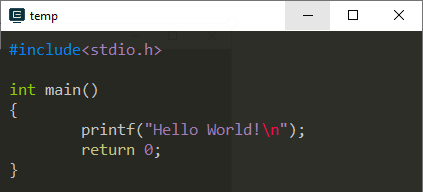 temp
#include<stdio.h>

int main()
{
        printf("Hello World!\n");
        return 0;
}